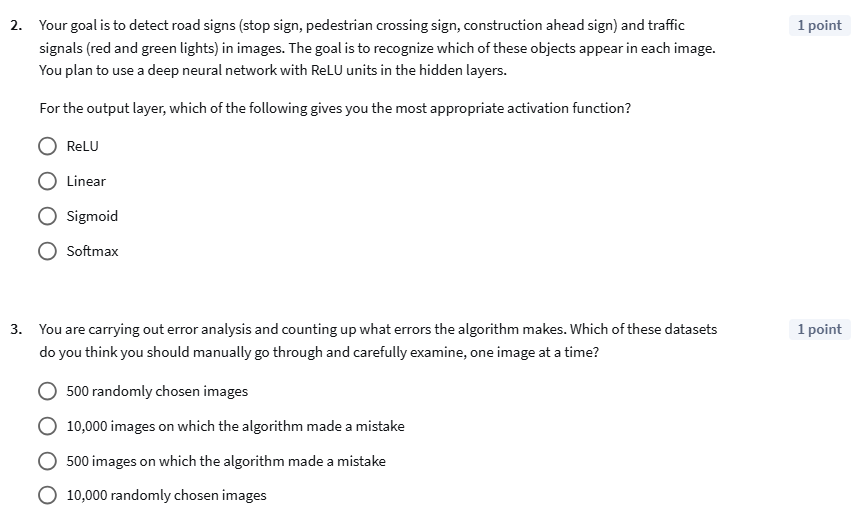 2. Your goal is to detect road signs (stop sign, pedestrian crossing sign, construction ahead sign) and traffic 1 point
signals (red and green lights) in images. The goal is to recognize which of these objects appear in each image.
You plan to use a deep neural network with ReLU units in the hidden layers.
For the output layer, which of the following gives you the most appropriate activation function?
ReLU
Linear
Sigmoid
Softmax
3. You are carrying out error analysis and counting up what errors the algorithm makes. Which of these datasets 1 point
do you think you should manually go through and carefully examine, one image at a time?
500 randomly chosen images
10,000 images on which the algorithm made a mistake
500 images on which the algorithm made a mistake
10,000 randomly chosen images